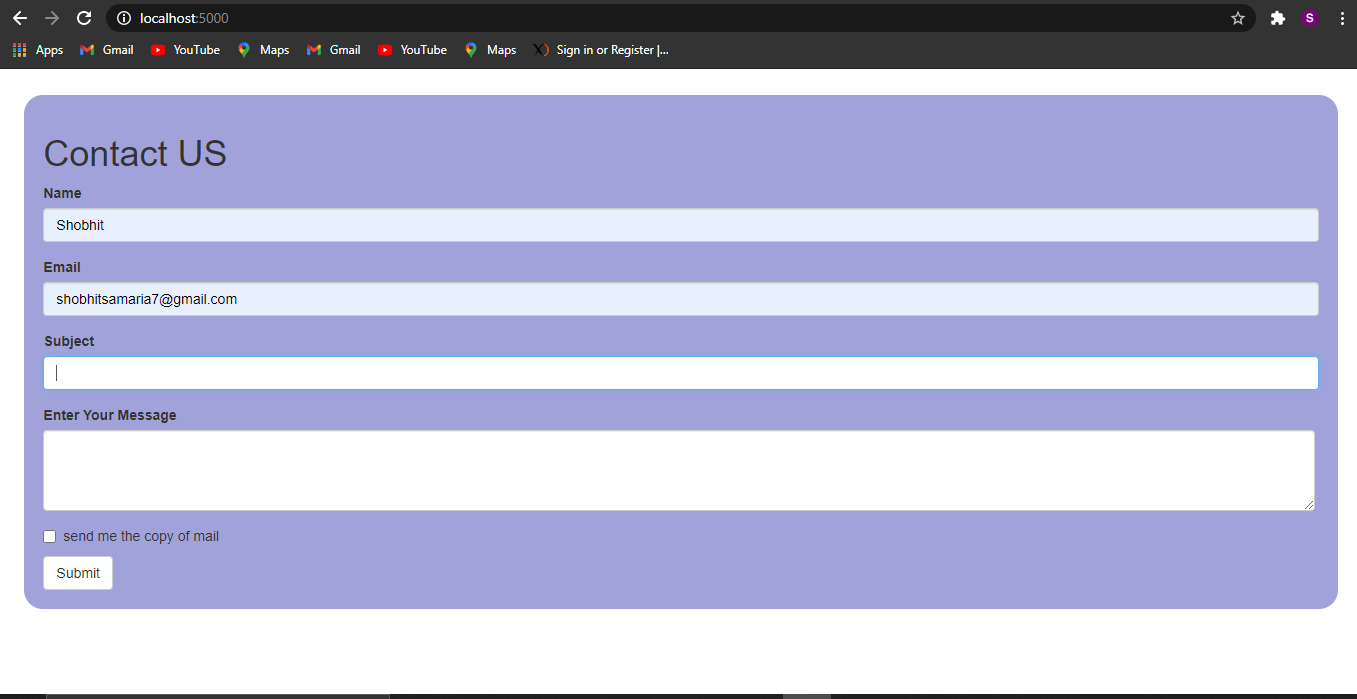 localhost:5000
S
Apps Gmail YouTube Maps Gmail YouTube Maps Sign in or Register |...
Contact US
Name
Shobhit
Email
shobhitsamaria7@gmail.com
Subject
Enter Your Message
send me the copy of mail
Submit